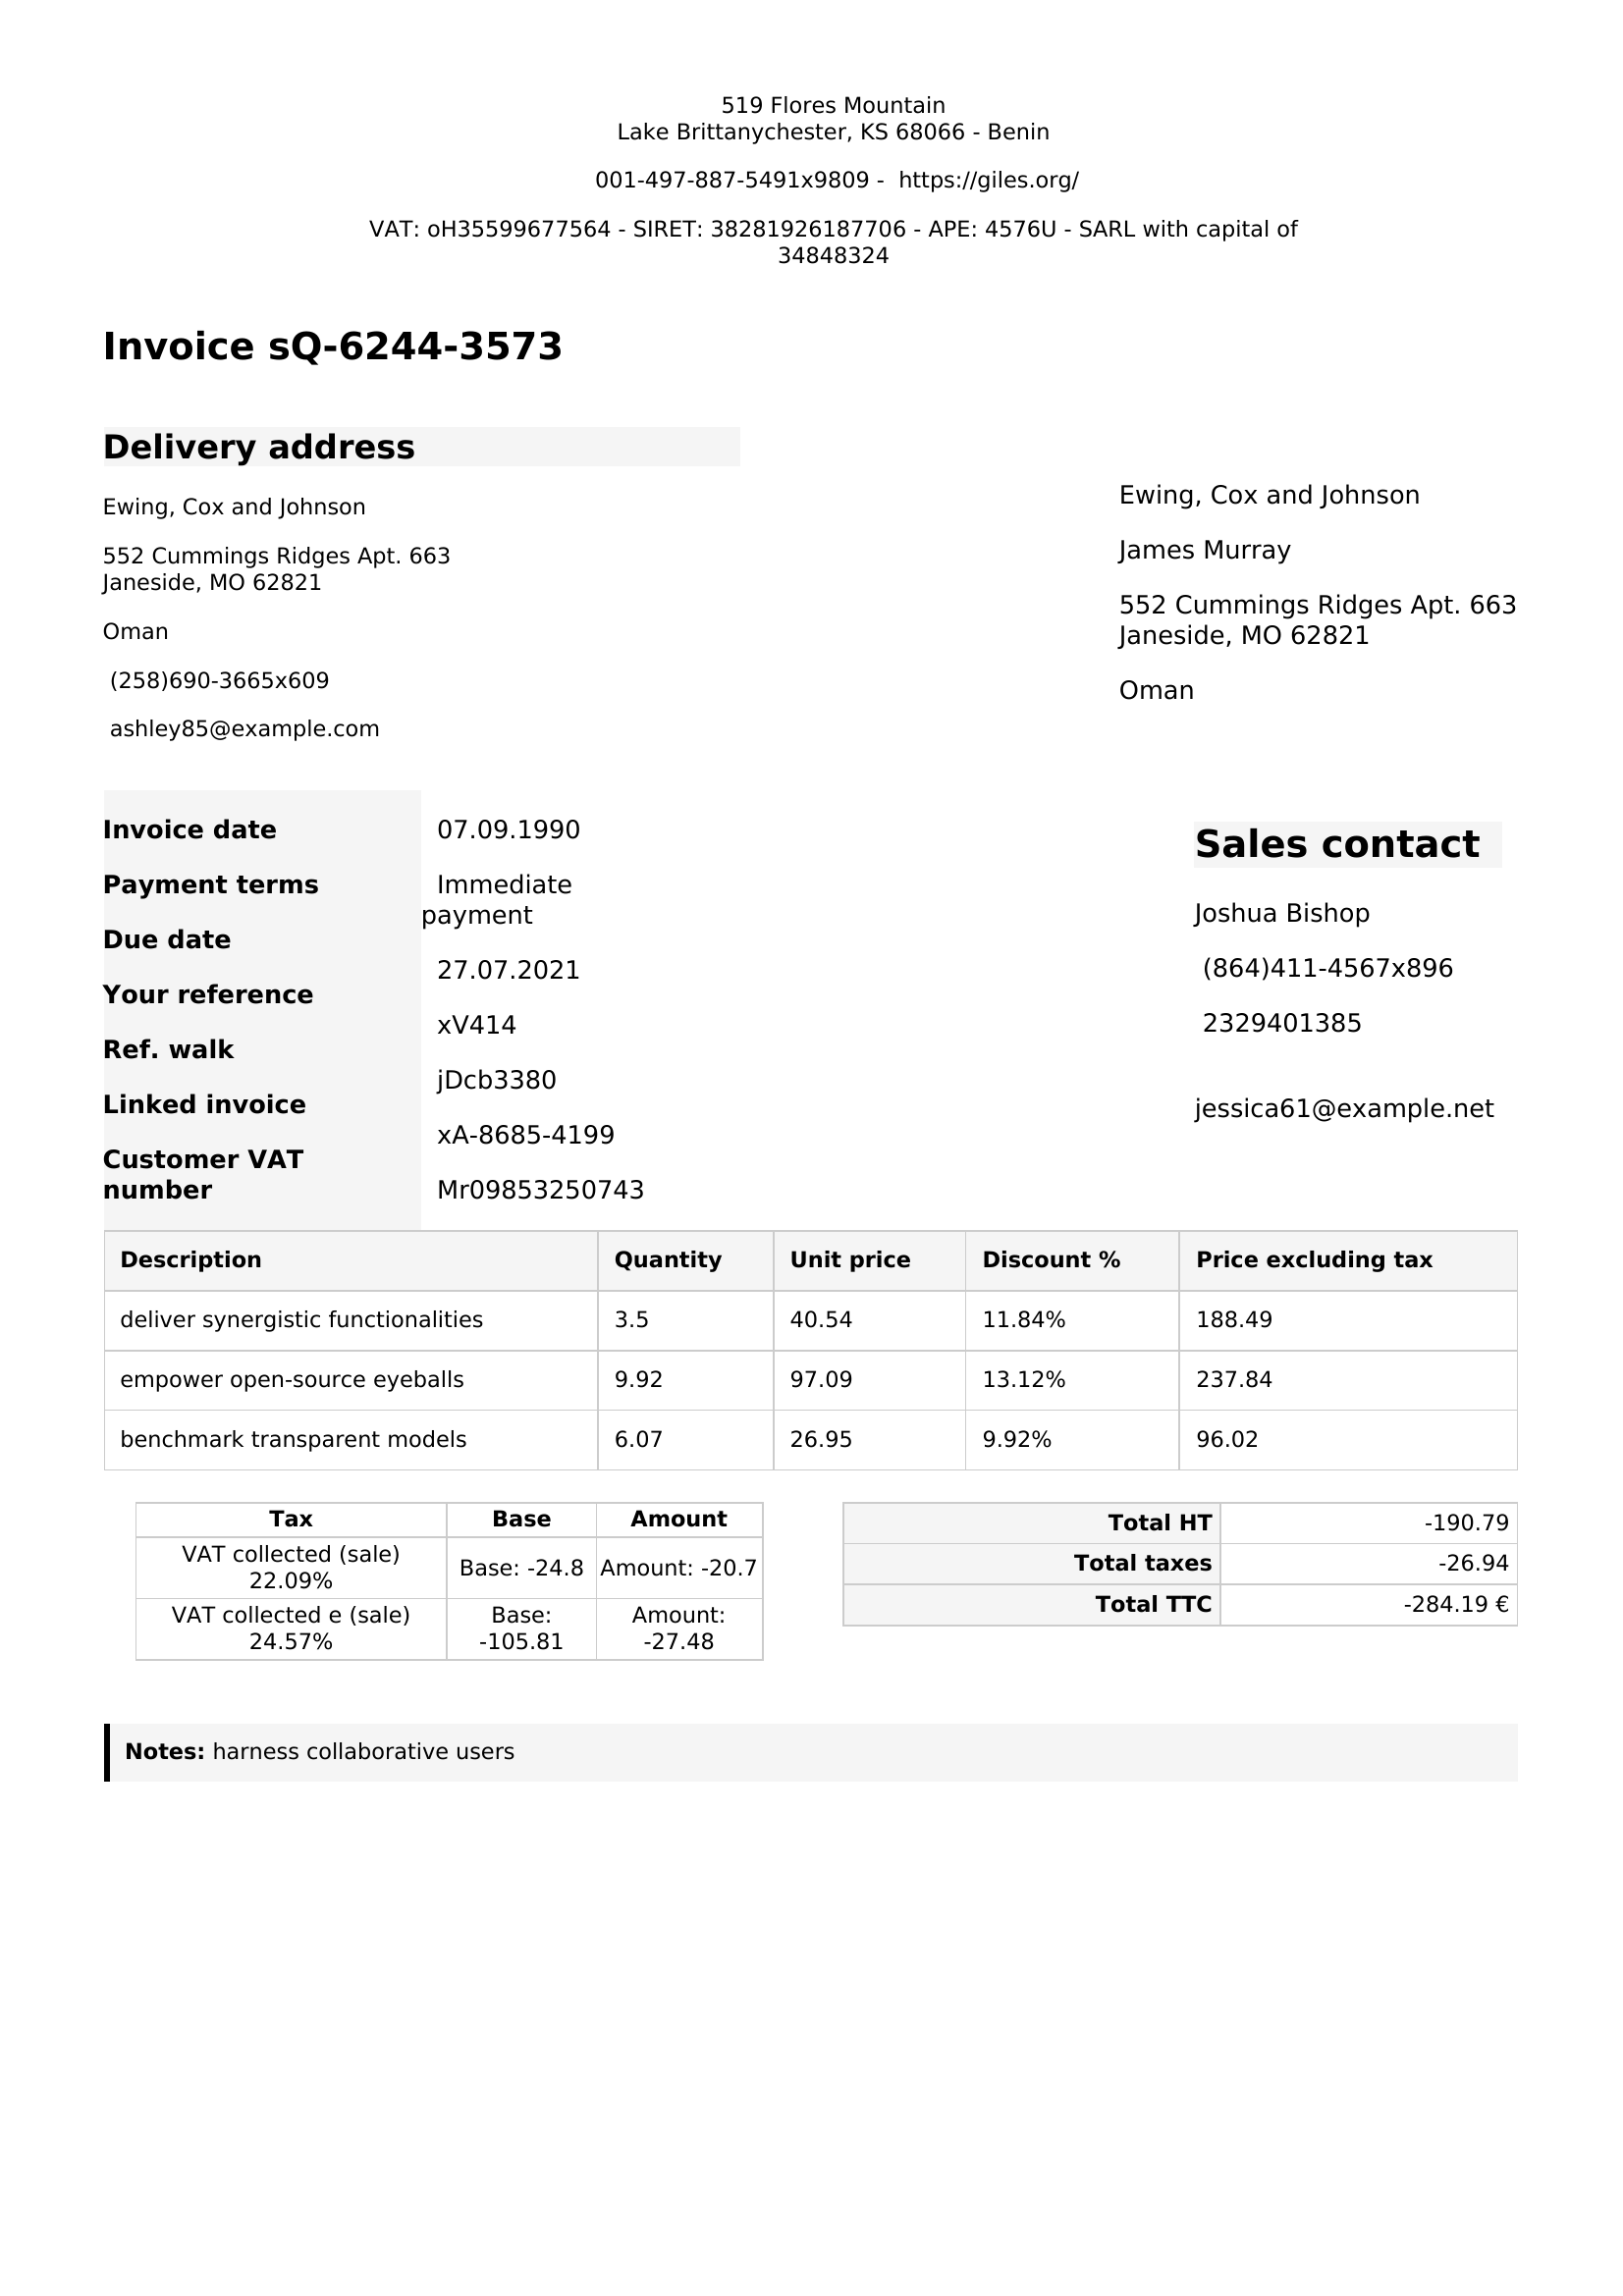 519 Flores Mountain
Lake Brittanychester, KS 68066 - Benin
001-497-887-5491x9809 -  https://giles.org/
VAT: oH35599677564 - SIRET: 38281926187706 - APE: 4576U - SARL with capital of
34848324
Invoice sQ-6244-3573
Delivery address
Ewing, Cox and Johnson
552 Cummings Ridges Apt. 663
Janeside, MO 62821
Oman
(258)690-3665x609
ashley85@example.com
Ewing, Cox and Johnson
James Murray
552 Cummings Ridges Apt. 663
Janeside, MO 62821
Oman
Invoice date
Payment terms
Due date
Your reference
Ref. walk
Linked invoice
Customer VAT
number
07.09.1990
Immediate
payment
27.07.2021
xV414
jDcb3380
xA-8685-4199
Mr09853250743
Sales contact
Joshua Bishop
(864)411-4567x896
2329401385
jessica61@example.net
Description Quantity Unit price Discount % Price excluding tax
deliver synergistic functionalities 3.5 40.54 11.84% 188.49
empower open-source eyeballs 9.92 97.09 13.12% 237.84
benchmark transparent models 6.07 26.95 9.92% 96.02
Tax Base Amount
VAT collected (sale)
22.09%
Base: -24.8 Amount: -20.7
VAT collected e (sale)
24.57%
Base:
-105.81
Amount:
-27.48
Total HT -190.79
Total taxes -26.94
Total TTC -284.19 €
Notes: harness collaborative users